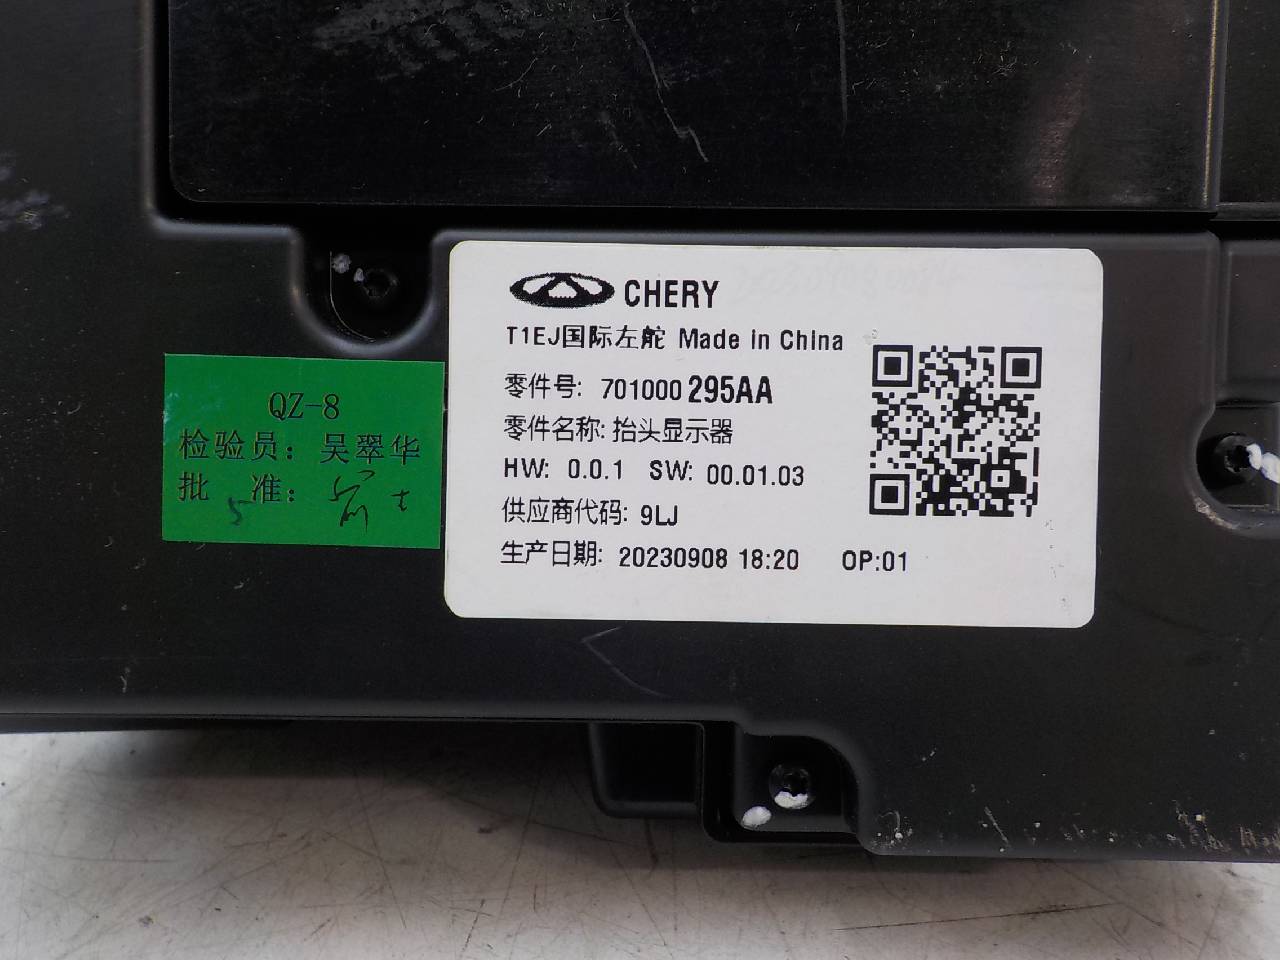 CHERY
T1EJ国际左舵 Made in China
零件号: 701000 295AA
零件名称: 抬头显示器
HW: 0.0.1 SW: 00.01.03
供应商代码: 9LJ
生产日期: 20230908 18:20 OP:01
QZ-8
检验员: 吴翠华
批 准:
5